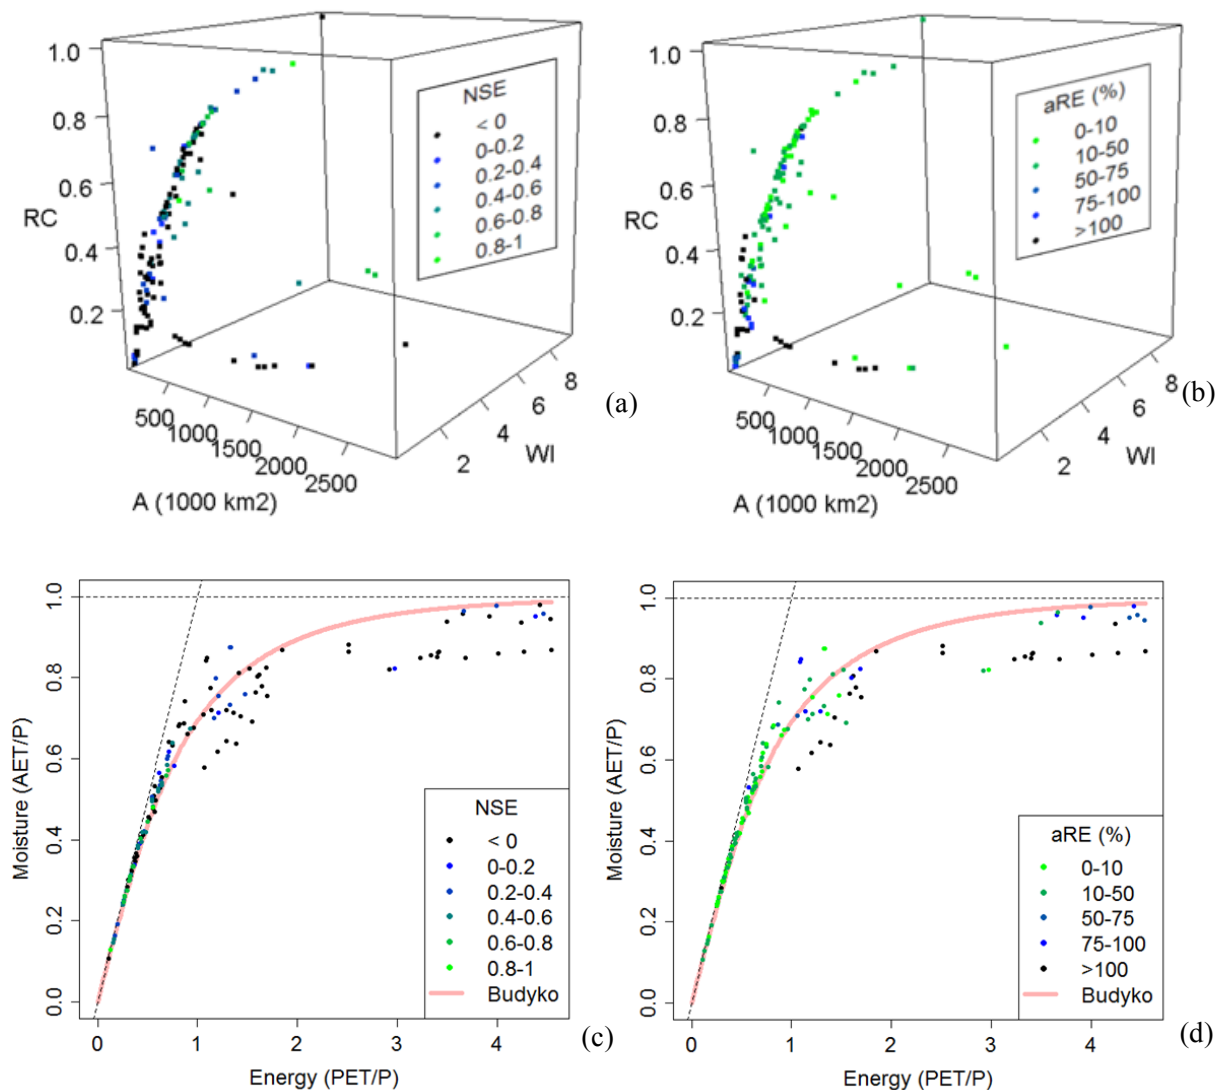 1.0
0.8
0.6
RC
0.4
0.2
NSE
< 0
0-0.2
0.2-0.4
0.4-0.6
0.6-0.8
0.8-1
500
1000
1500
2000
2500
A (1000 km2)
2
4
6
8
WI
(a)
1.0
0.8
0.6
RC
0.4
0.2
aRE (%)
0-10
10-50
50-75
75-100
>100
500
1000
1500
2000
2500
A (1000 km2)
2
4
6
8
WI
(b)
Moisture (AET/P)
1.0
0.8
0.6
0.4
0.2
0.0
NSE
< 0
0-0.2
0.2-0.4
0.4-0.6
0.6-0.8
0.8-1
Budyko
0 1 2 3 4
Energy (PET/P)
(c)
Moisture (AET/P)
1.0
0.8
0.6
0.4
0.2
0.0
aRE (%)
0-10
10-50
50-75
75-100
>100
Budyko
0 1 2 3 4
Energy (PET/P)
(d)